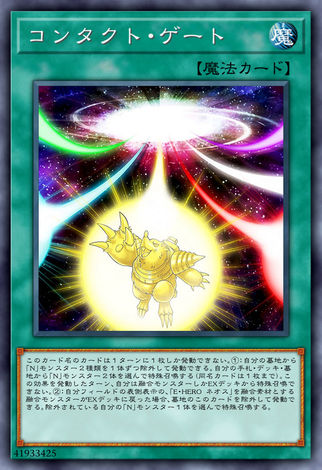 コンタクト・ゲート
魔
【魔法カード】
このカード名のカードは1ターンに1枚しか発動できない。①:自分の墓地から
「N」モンスター2種類を1体ずつ除外して発動できる。自分の手札・デッキ・墓
地から「N」モンスター2体を選んで特殊召喚する(同名カードは1枚まで)。こ
の効果を発動したターン、自分は融合モンスターしかEXデッキから特殊召喚
できない。②:自分フィールドの表側表示の、「E・HERO ネオス」を融合素材とする
融合モンスターがEXデッキに戻った場合、墓地のこのカードを除外して発動で
きる。除外されている自分の「N」モンスター1体を選んで特殊召喚する。
41933425